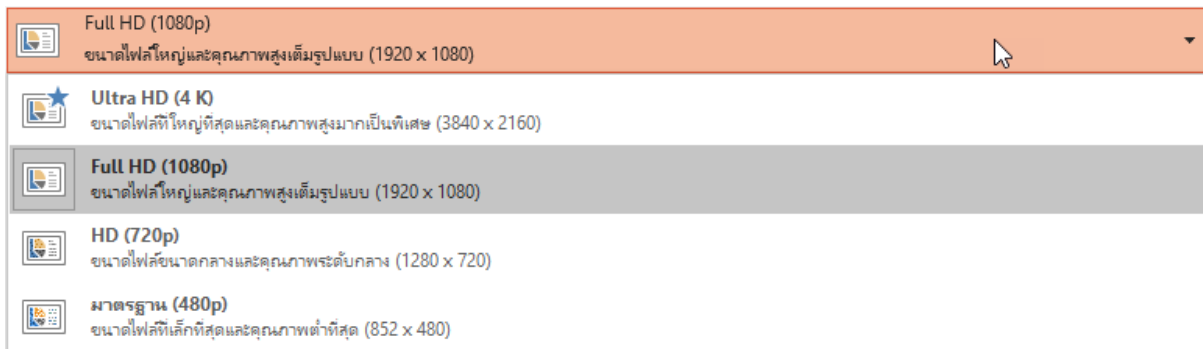 Full HD (1080p)
ขนาดไฟล์ใหญ่และคุณภาพสูงเต็มรูปแบบ (1920 x 1080)
Ultra HD (4 K)
ขนาดไฟล์ที่ใหญ่ที่สุดและคุณภาพสูงมากเป็นพิเศษ (3840 x 2160)
Full HD (1080p)
ขนาดไฟล์ใหญ่และคุณภาพสูงเต็มรูปแบบ (1920 x 1080)
HD (720p)
ขนาดไฟล์ขนาดกลางและคุณภาพระดับกลาง (1280 x 720)
มาตรฐาน (480p)
ขนาดไฟล์ที่เล็กที่สุดและคุณภาพต่ำที่สุด (852 x 480)